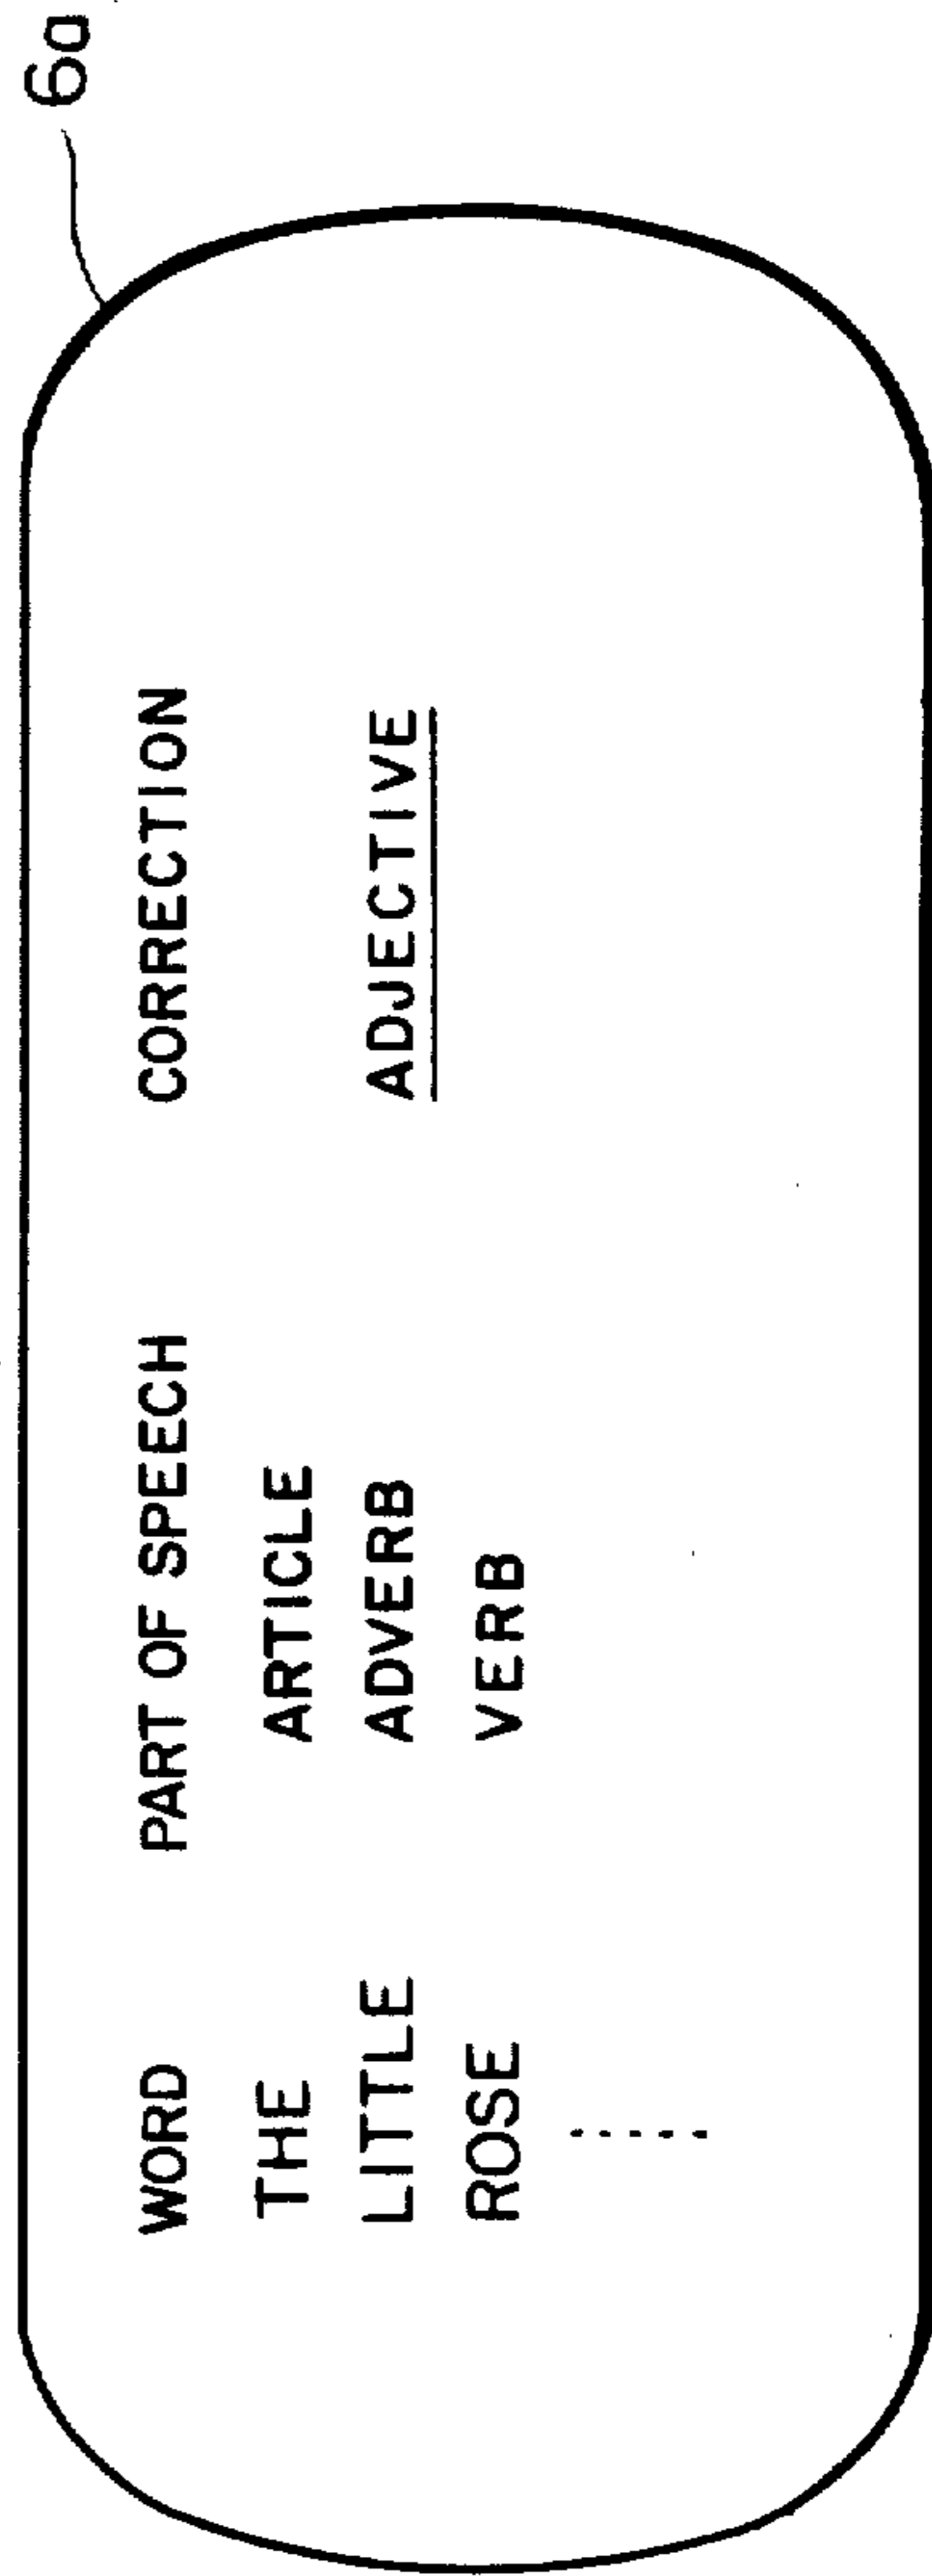 6a
WORD PART OF SPEECH CORRECTION
THE ARTICLE
LITTLE ADVERB ADJECTIVE
ROSE VERB